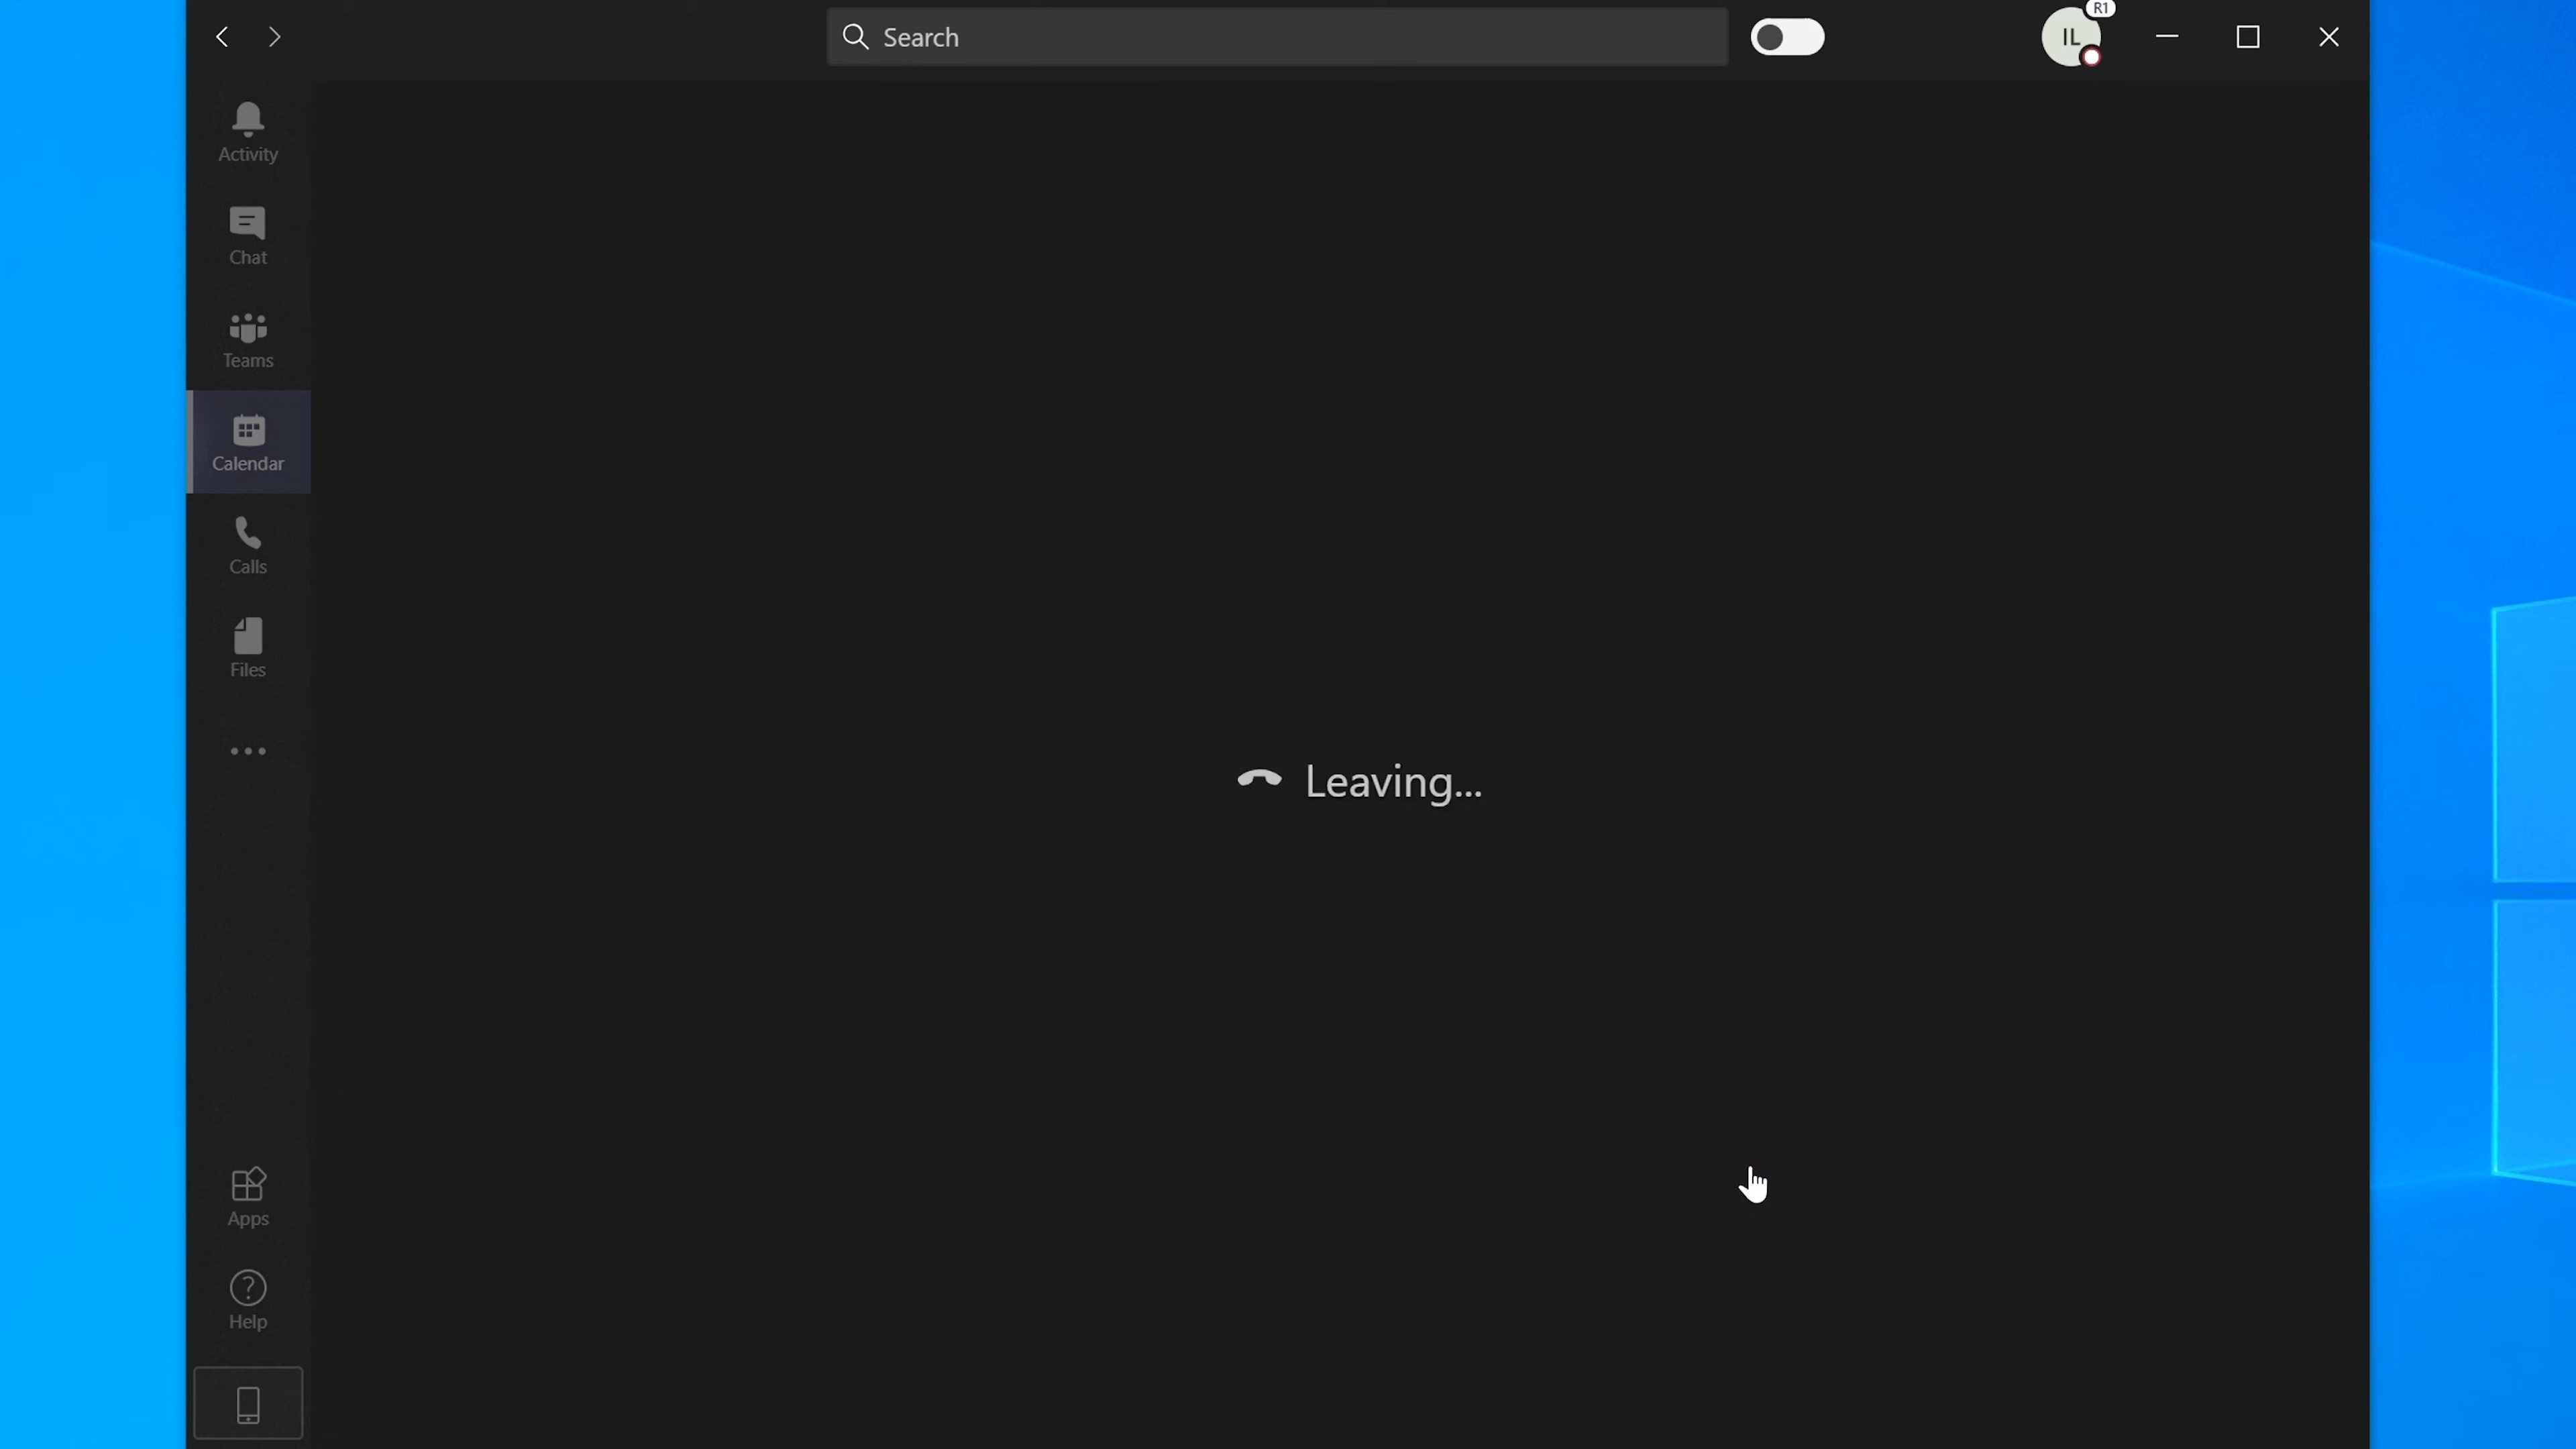 Search
IL
R1
Activity
Chat
Teams
Calendar
Calls
Files
Leaving...
Apps
Help